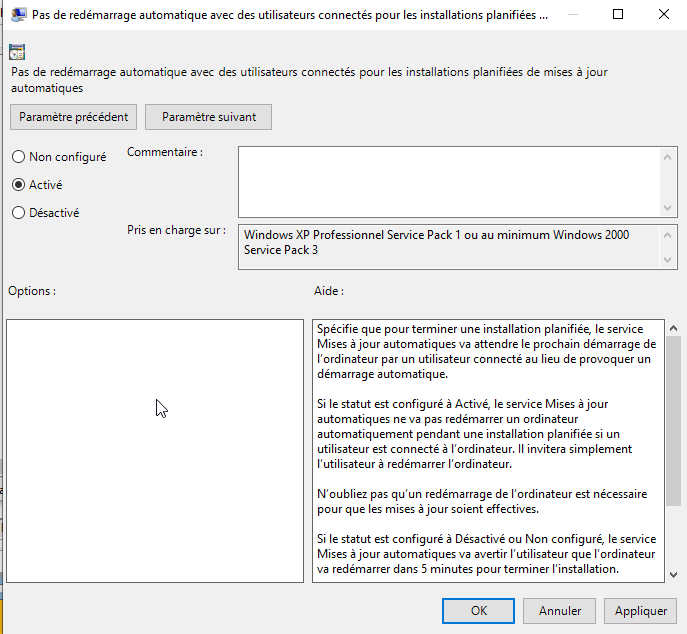 Pas de redémarrage automatique avec des utilisateurs connectés pour les installations planifiées ...
Pas de redémarrage automatique avec des utilisateurs connectés pour les installations planifiées de mises à jour
automatiques
Paramètre précédent
Paramètre suivant
Non configuré
Commentaire :
Activé
Désactivé
Pris en charge sur :
Windows XP Professionnel Service Pack 1 ou au minimum Windows 2000
Service Pack 3
Options :
Aide :
Spécifie que pour terminer une installation planifiée, le service
Mises à jour automatiques va attendre le prochain démarrage de
l'ordinateur par un utilisateur connecté au lieu de provoquer un
démarrage automatique.
Si le statut est configuré à Activé, le service Mises à jour
automatiques ne va pas redémarrer un ordinateur
automatiquement pendant une installation planifiée si un
utilisateur est connecté à l'ordinateur. Il invitera simplement
l'utilisateur à redémarrer l'ordinateur.
N'oubliez pas qu'un redémarrage de l'ordinateur est nécessaire
pour que les mises à jour soient effectives.
Si le statut est configuré à Désactivé ou Non configuré, le service
Mises à jour automatiques va avertir l'utilisateur que l'ordinateur
va redémarrer dans 5 minutes pour terminer l'installation.
OK
Annuler
Appliquer